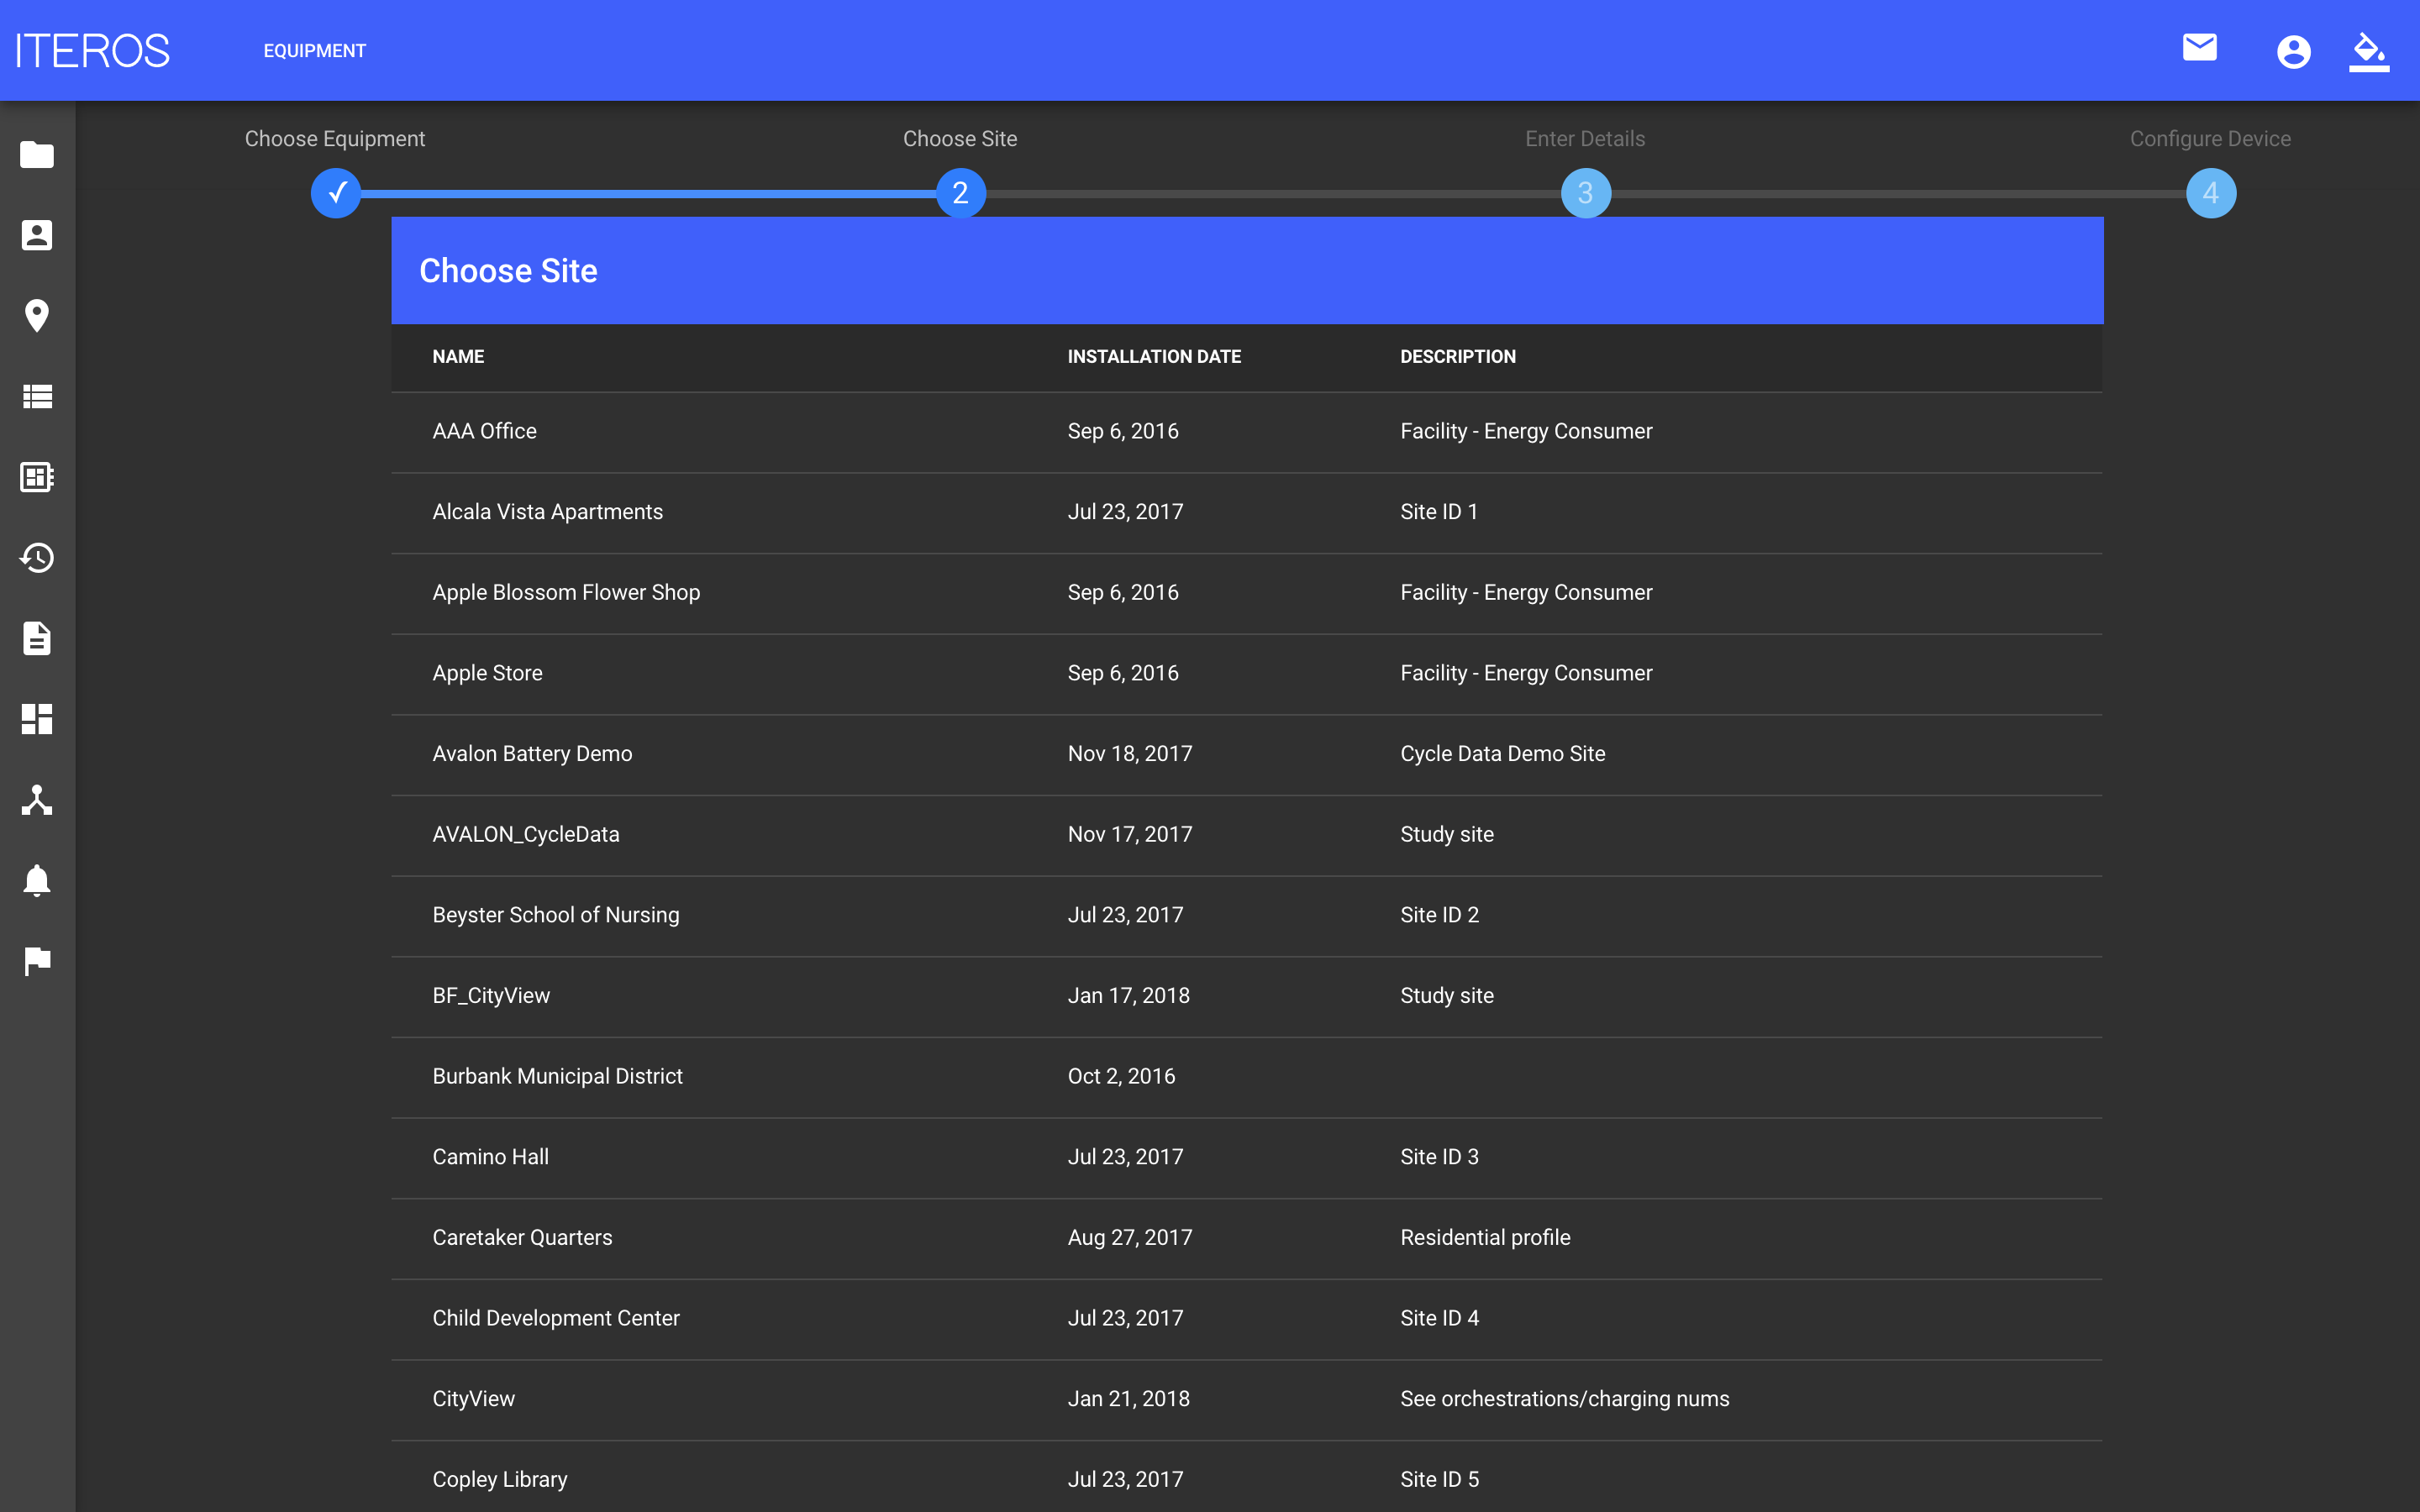 ITEROS EQUIPMENT
Choose Equipment Choose Site Enter Details Configure Device
✓ 2 3 4
Choose Site
NAME INSTALLATION DATE DESCRIPTION
AAA Office Sep 6, 2016 Facility - Energy Consumer
Alcala Vista Apartments Jul 23, 2017 Site ID 1
Apple Blossom Flower Shop Sep 6, 2016 Facility - Energy Consumer
Apple Store Sep 6, 2016 Facility - Energy Consumer
Avalon Battery Demo Nov 18, 2017 Cycle Data Demo Site
AVALON_CycleData Nov 17, 2017 Study site
Beyster School of Nursing Jul 23, 2017 Site ID 2
BF_CityView Jan 17, 2018 Study site
Burbank Municipal District Oct 2, 2016
Camino Hall Jul 23, 2017 Site ID 3
Caretaker Quarters Aug 27, 2017 Residential profile
Child Development Center Jul 23, 2017 Site ID 4
CityView Jan 21, 2018 See orchestrations/charging nums
Copley Library Jul 23, 2017 Site ID 5